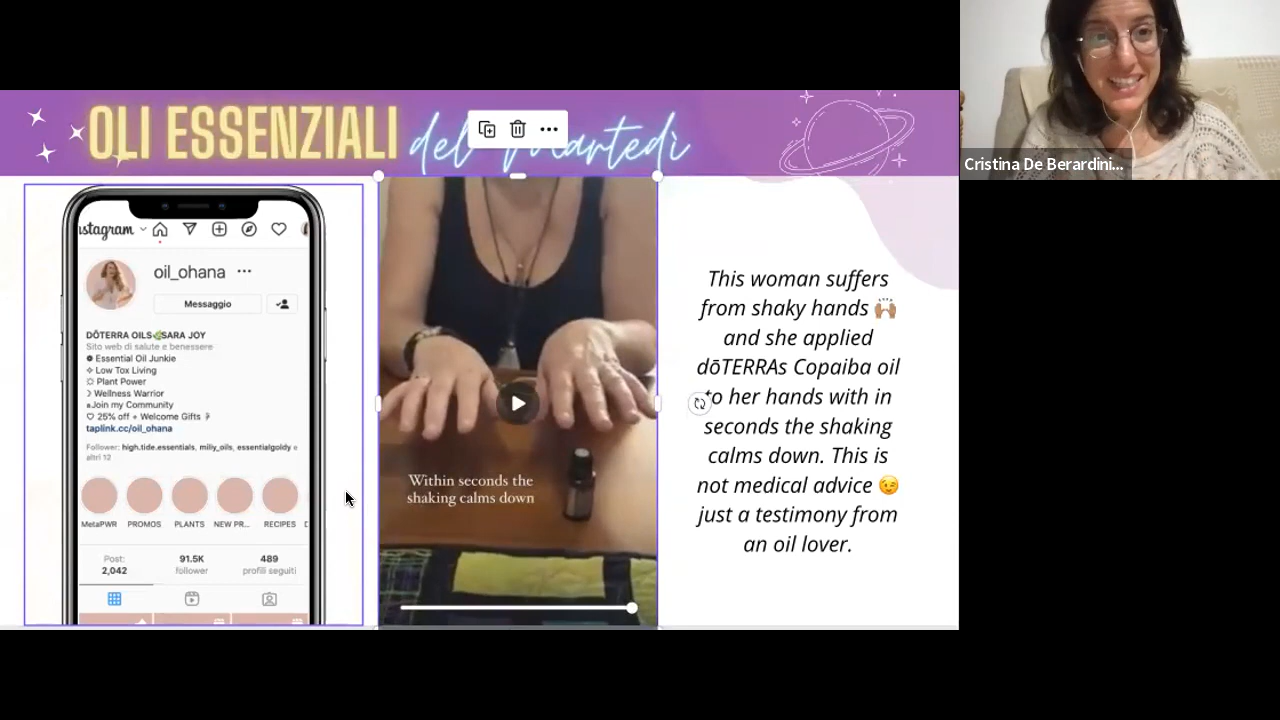 OLI ESSENZIALI del Martedì
Cristina De Berardini...
stagram
oil_ohana
Messaggio
DŌTERRA OILS🌿SARA JOY
Sito web di salute e benessere
Essential Oil Junkie
Low Tox Living
Plant Power
Wellness Warrior
Join my Community
25% off + Welcome Gifts
taplink.cc/oil_ohana
Follower: high.tide.essentials, miliy_oils, essentialgoldy e
altri 12
MetaPWR PROMOS PLANTS NEW PR... RECIPES
Post: 91.5K 489
2,042 follower profili seguiti
Within seconds the
shaking calms down
This woman suffers
from shaky hands 🙌🏽
and she applied
dōTERRAs Copaiba oil
to her hands with in
seconds the shaking
calms down. This is
not medical advice 😉
just a testimony from
an oil lover.